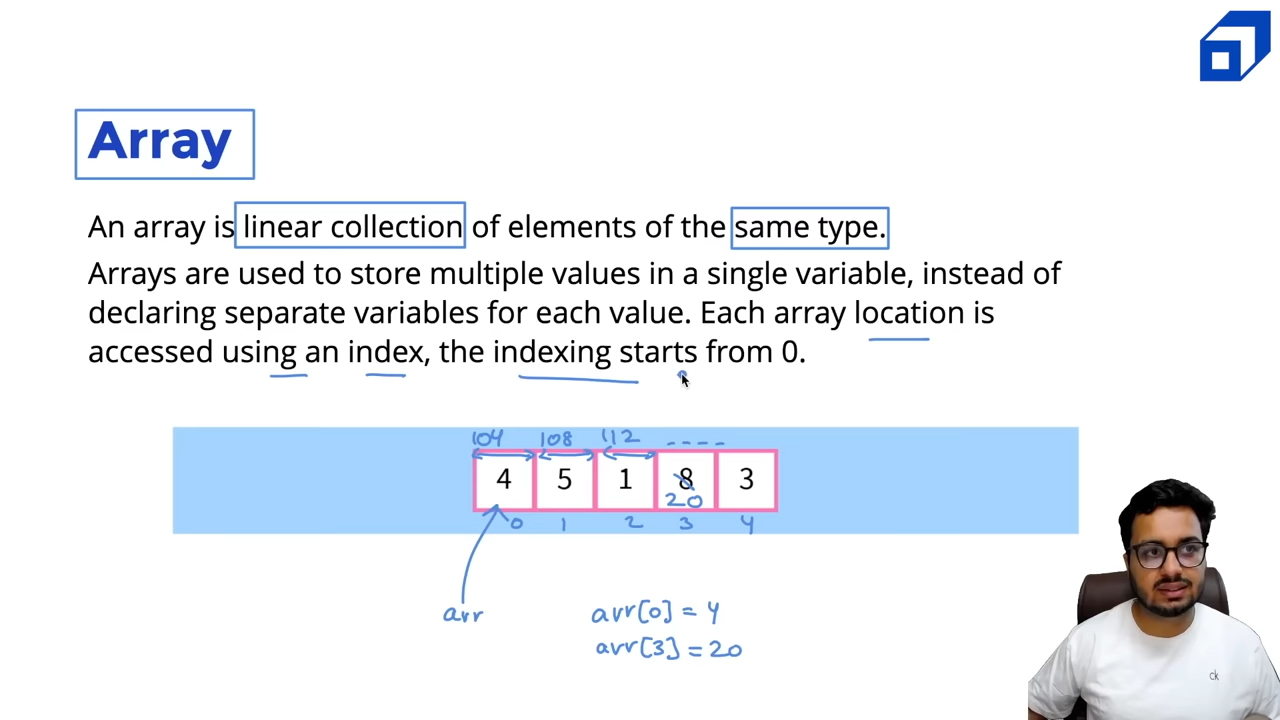 Array
An array is linear collection of elements of the same type.
Arrays are used to store multiple values in a single variable, instead of
declaring separate variables for each value. Each array location is
accessed using an index, the indexing starts from 0.
104 108 112 ----
4 5 1 8 3
20
0 1 2 3 4
arr
arr[0] = 4
arr[3] = 20
ck